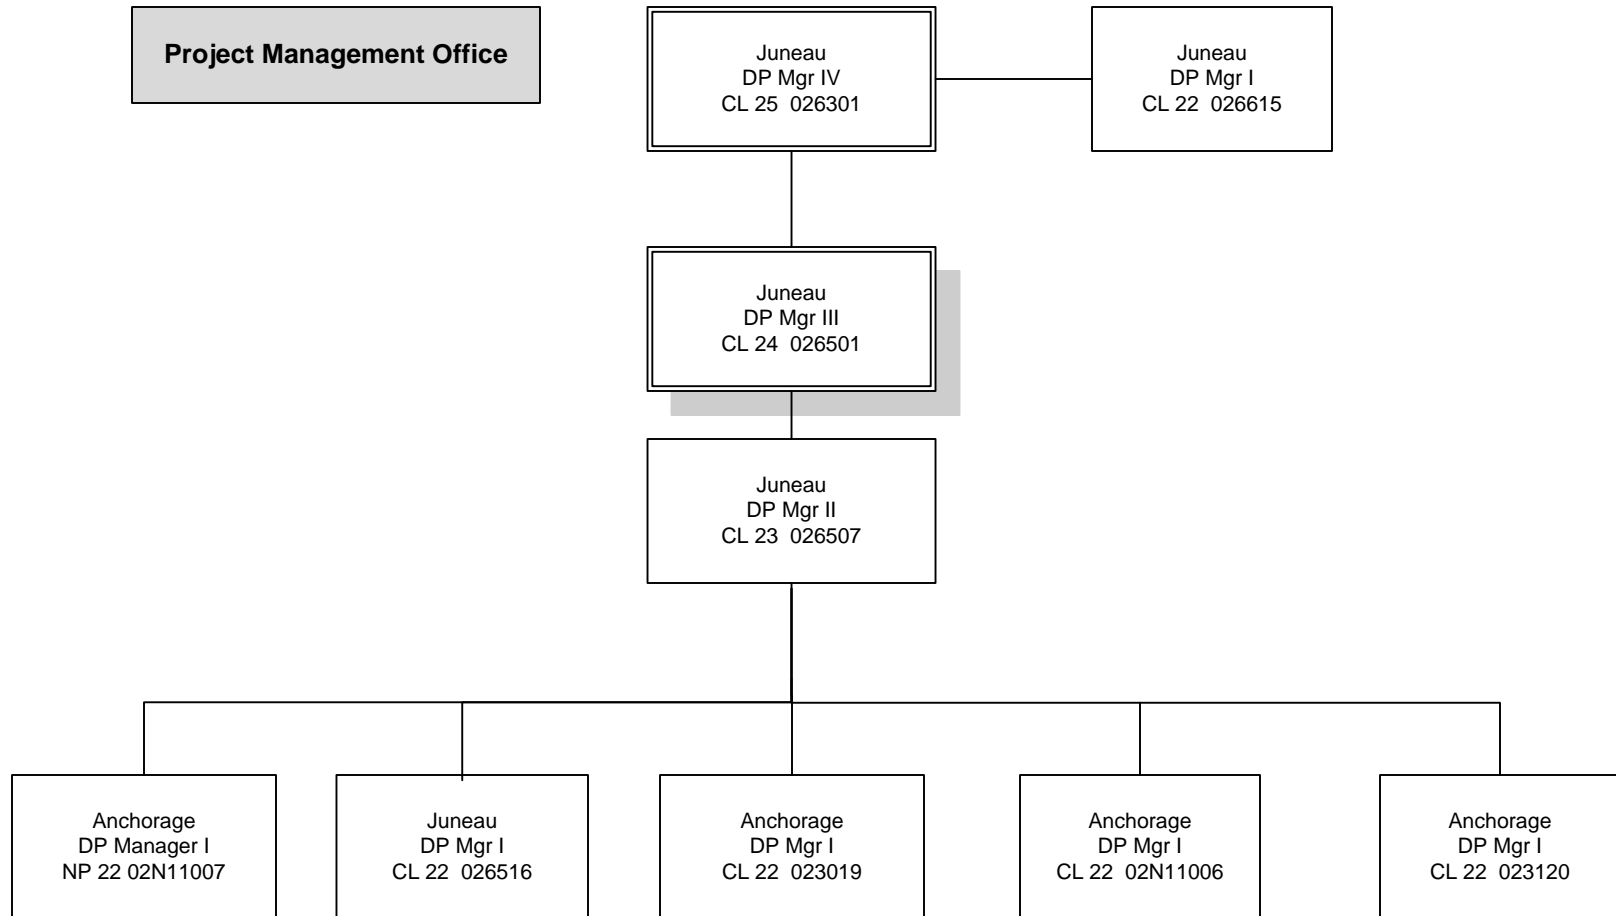 Project Management Office
Juneau
DP Mgr IV
CL 25  026301
Juneau
DP Mgr I
CL 22  026615
Juneau
DP Mgr III
CL 24  026501
Juneau
DP Mgr II
CL 23  026507
Anchorage
DP Manager I
NP 22 02N11007
Juneau
DP Mgr I
CL 22  026516
Anchorage
DP Mgr I
CL 22  023019
Anchorage
DP Mgr I
CL 22  02N11006
Anchorage
DP Mgr I
CL 22  023120